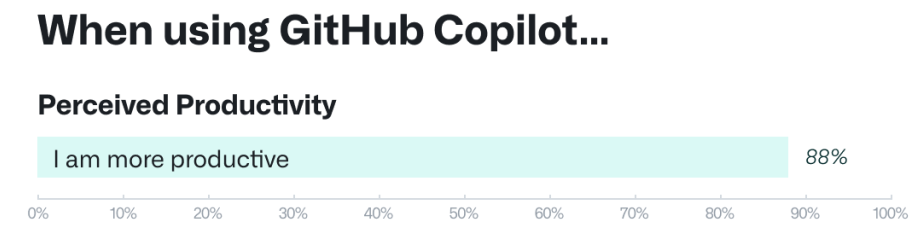 When using GitHub Copilot...
Perceived Productivity
I am more productive 88%
0% 10% 20% 30% 40% 50% 60% 70% 80% 90% 100%